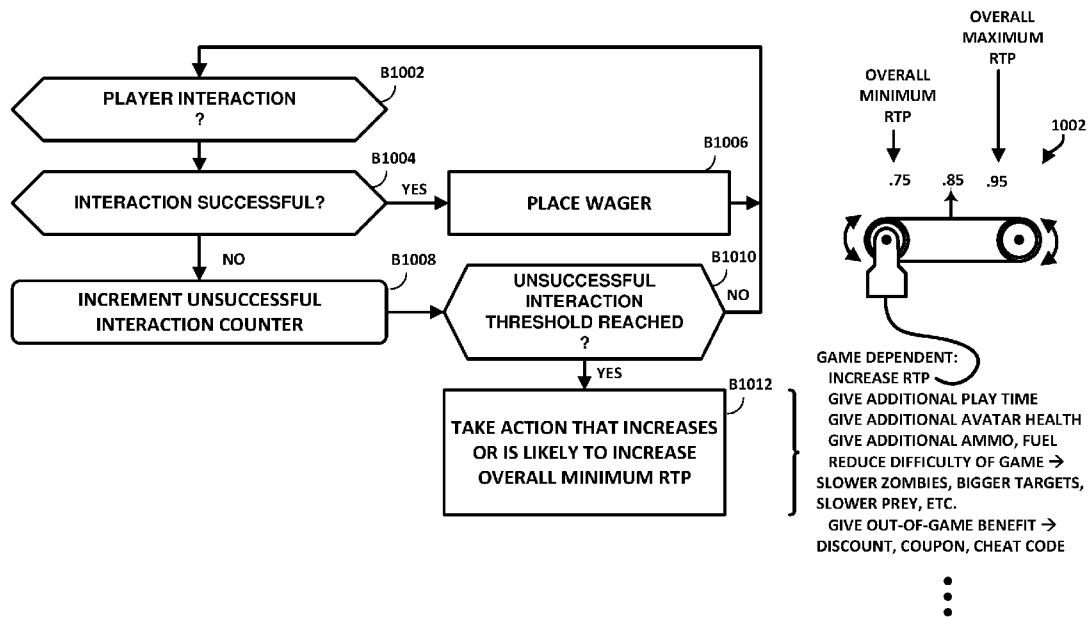 B1002
PLAYER INTERACTION
?
B1004
INTERACTION SUCCESSFUL?
YES
B1006
PLACE WAGER
NO
B1008
INCREMENT UNSUCCESSFUL
INTERACTION COUNTER
B1010
UNSUCCESSFUL
INTERACTION
THRESHOLD REACHED
?
NO
YES
B1012
TAKE ACTION THAT INCREASES
OR IS LIKELY TO INCREASE
OVERALL MINIMUM RTP
OVERALL
MAXIMUM
RTP
OVERALL
MINIMUM
RTP
1002
.75 .85 .95
GAME DEPENDENT:
INCREASE RTP
GIVE ADDITIONAL PLAY TIME
GIVE ADDITIONAL AVATAR HEALTH
GIVE ADDITIONAL AMMO, FUEL
REDUCE DIFFICULTY OF GAME →
SLOWER ZOMBIES, BIGGER TARGETS,
SLOWER PREY, ETC.
GIVE OUT-OF-GAME BENEFIT →
DISCOUNT, COUPON, CHEAT CODE